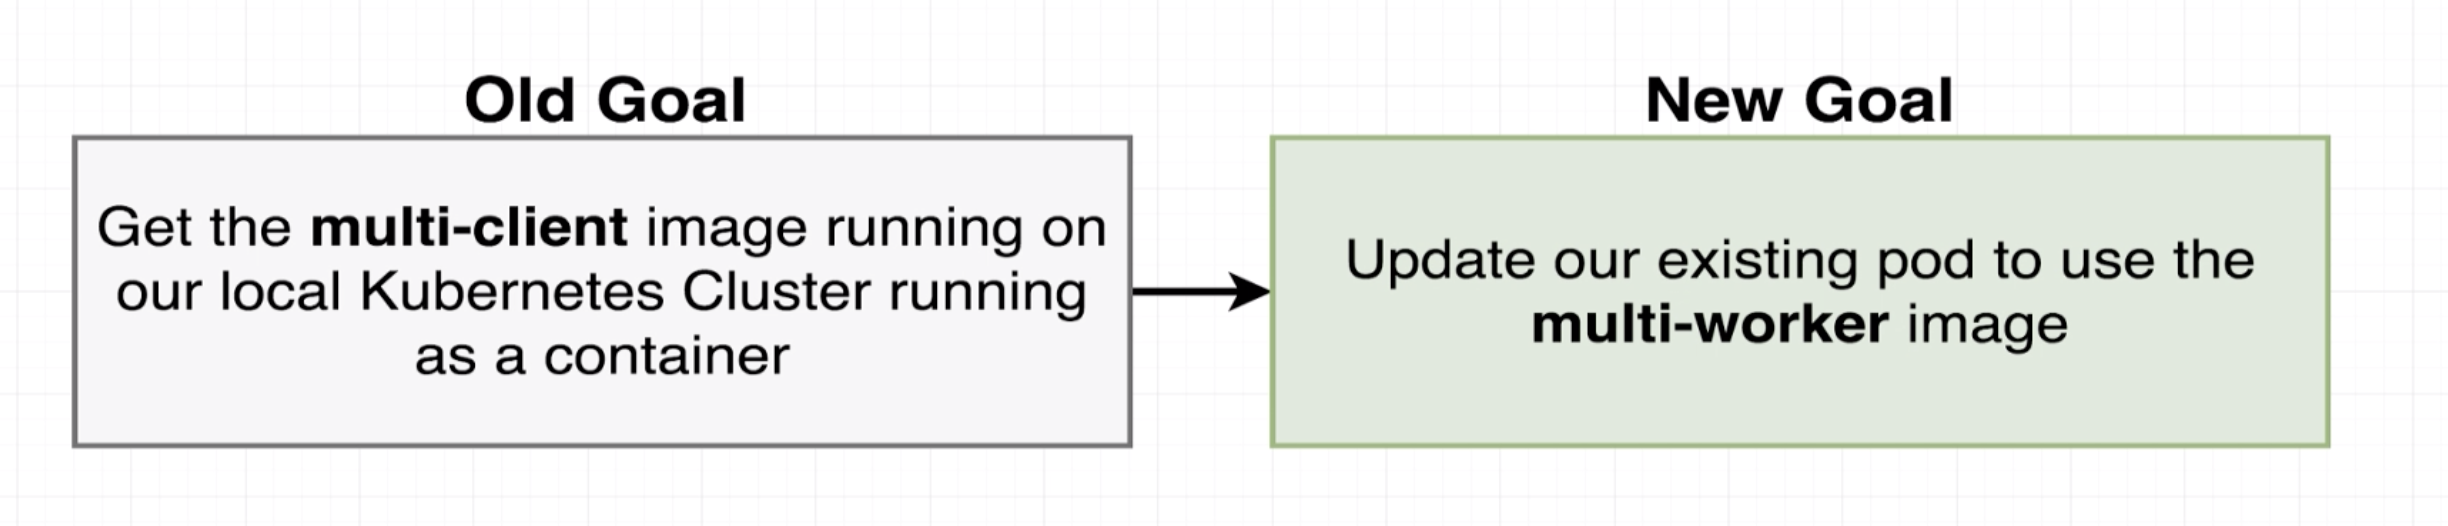 Old Goal
Get the multi-client image running on
our local Kubernetes Cluster running
as a container
New Goal
Update our existing pod to use the
multi-worker image